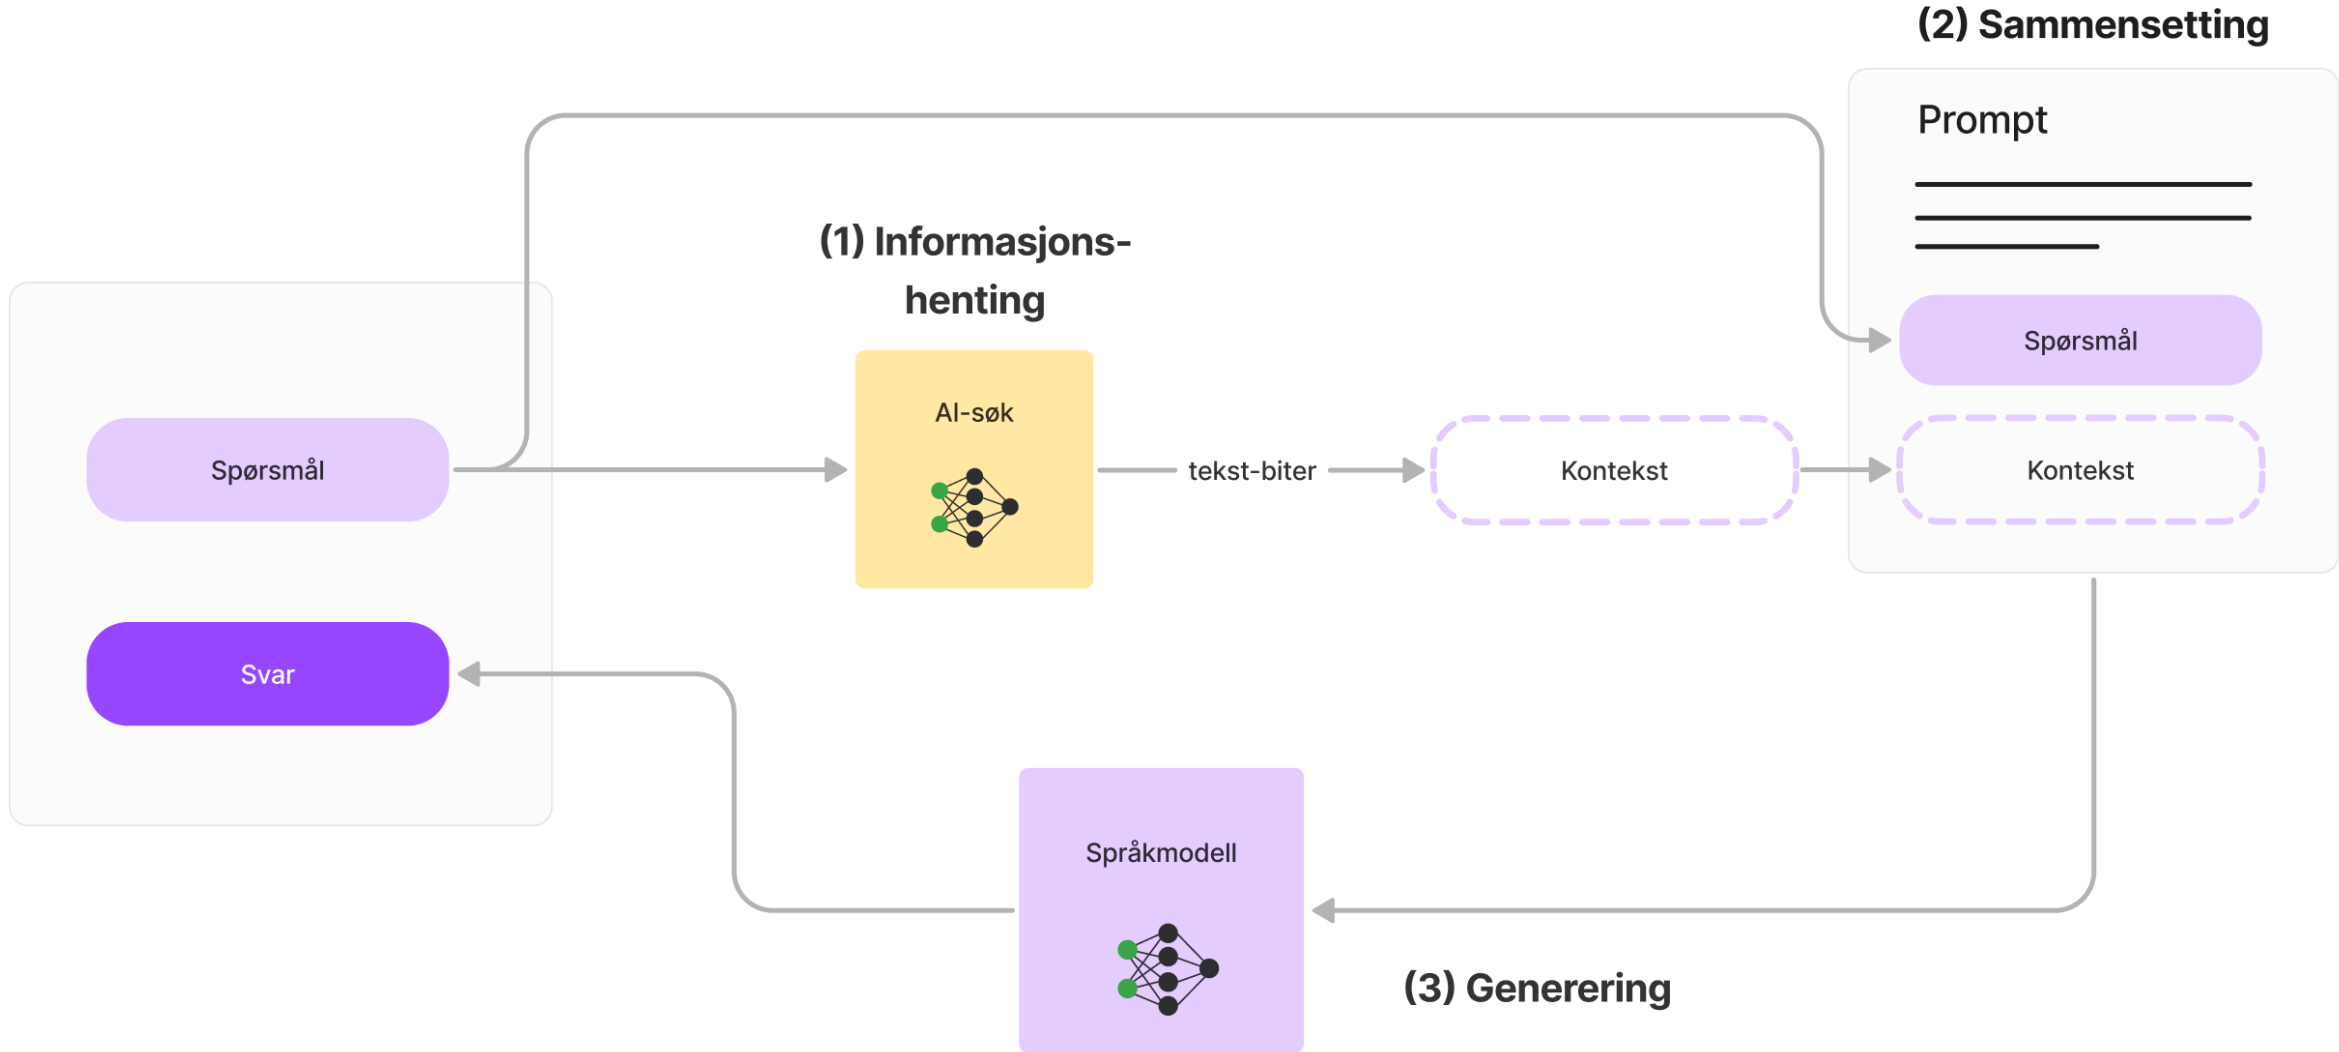 (2) Sammensetting
Prompt
(1) Informasjons-
henting
Spørsmål
AI-søk
Spørsmål
tekst-biter
Kontekst
Kontekst
Svar
Språkmodell
(3) Generering